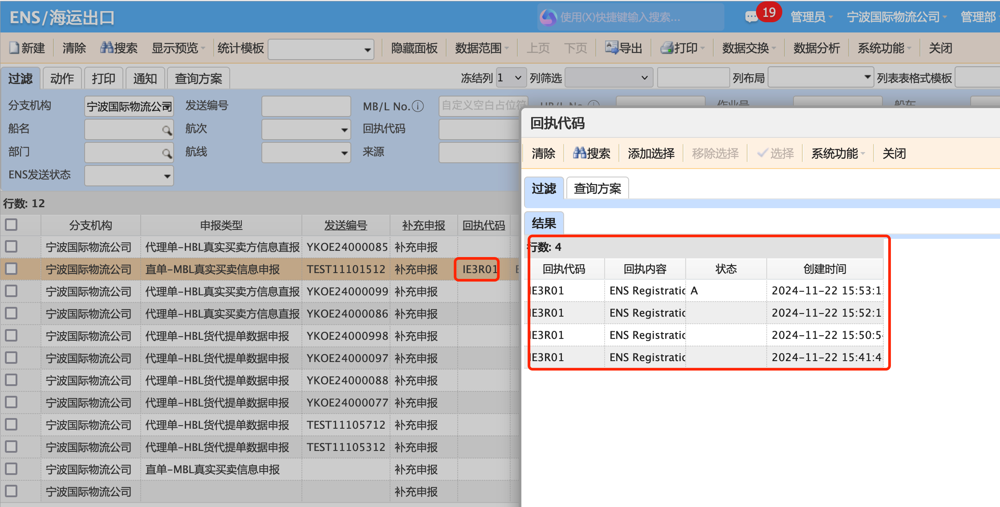 ENS/海运出口 使用(X)快捷键输入搜索... 19 管理员 宁波国际物流公司 管理部
新建 清除 搜索 显示预览 统计模板 隐藏面板 数据范围 上页 下页 导出 打印 数据交换 数据分析 系统功能 关闭
过滤 动作 打印 通知 查询方案 冻结列 1 列筛选 列布局 列表表格式模板
分支机构 宁波国际物流公司 发送编号 MB/L No. 自定义空白占位符 HB/L No. 作业号 船东
船名 航次 回执代码
部门 航线 来源
ENS发送状态
行数: 12
分支机构 申报类型 发送编号 补充申报 回执代码
宁波国际物流公司 代理单-HBL真实买卖方信息直报 YKOE24000085 补充申报
宁波国际物流公司 直单-MBL真实买卖信息申报 TEST11101512 补充申报 IE3R01
宁波国际物流公司 代理单-HBL真实买卖方信息直报 YKOE24000099 补充申报
宁波国际物流公司 代理单-HBL真实买卖方信息直报 YKOE24000086 补充申报
宁波国际物流公司 代理单-HBL货代提单数据申报 YKOE24000998 补充申报
宁波国际物流公司 代理单-HBL货代提单数据申报 YKOE24000097 补充申报
宁波国际物流公司 代理单-HBL货代提单数据申报 YKOE24000088 补充申报
宁波国际物流公司 代理单-HBL货代提单数据申报 YKOE24000077 补充申报
宁波国际物流公司 代理单-HBL货代提单数据申报 TEST11105712 补充申报
宁波国际物流公司 代理单-HBL货代提单数据申报 TEST11105312 补充申报
宁波国际物流公司 直单-MBL真实买卖信息申报 补充申报
宁波国际物流公司 补充申报
回执代码
清除 搜索 添加选择 移除选择 选择 系统功能 关闭
过滤 查询方案
结果
行数: 4
回执代码 回执内容 状态 创建时间
IE3R01 ENS Registratio A 2024-11-22 15:53:1
IE3R01 ENS Registratio 2024-11-22 15:52:1
IE3R01 ENS Registratio 2024-11-22 15:50:5
IE3R01 ENS Registratio 2024-11-22 15:41:4